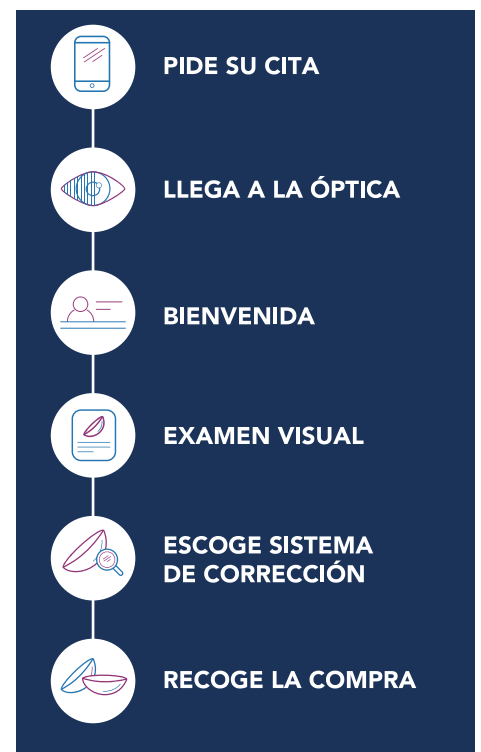 PIDE SU CITA
LLEGA A LA ÓPTICA
BIENVENIDA
EXAMEN VISUAL
ESCOGE SISTEMA
DE CORRECCIÓN
RECOGE LA COMPRA